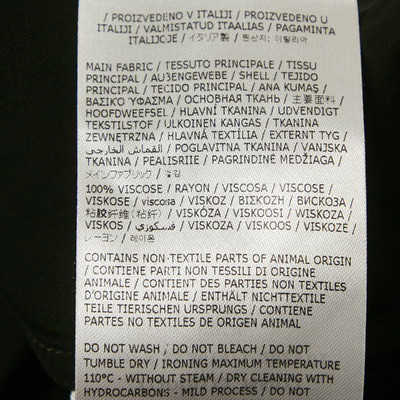 / PROIZVEDENO V ITALIJI / PROIZVEDENO U
ITALIJI / VALMISTATUD ITAALIAS / PAGAMINTA
ITALIJOJE / イタリア製 / 원산지: 이탈리아
MAIN FABRIC / TESSUTO PRINCIPALE / TISSU
PRINCIPAL / AUßENGEWEBE / SHELL / TEJIDO
PRINCIPAL / TECIDO PRINCIPAL / ANA KUMAŞ /
ΒΑΣΙΚΟ ΥΦΑΣΜΑ / ОСНОВНАЯ ТКАНЬ / 主要面料 /
HOOFDWEEFSEL / HLAVNÍ TKANINA / UDVENDIGT
TEKSTILSTOF / ULKOINEN KANGAS / TKANINA
ZEWNĘTRZNA / HLAVNÁ TEXTÍLIA / EXTERNT TYG /
القماش الخارجي / POGLAVITNA TKANINA / VANJSKA
TKANINA / PEALISRIIE / PAGRINDINĖ MEDŽIAGA /
メインファブリック / 겉감
100% VISCOSE / RAYON / VISCOSA / VISCOSE /
VISKOSE / viscosa / VISKOZ / ΒΙΣΚΟΖΗ / ВИСКОЗА /
粘胶纤维(粘纤) / VISKÓZA / VISKOOSI / WISKOZA /
VISKOS / فسكوزي / VISKOZA / VISKOOS / VISKOZĖ /
レーヨン / 레이온
CONTAINS NON-TEXTILE PARTS OF ANIMAL ORIGIN
/ CONTIENE PARTI NON TESSILI DI ORIGINE
ANIMALE / CONTIENT DES PARTIES NON TEXTILES
D'ORIGINE ANIMALE / ENTHÄLT NICHTTEXTILE
TEILE TIERISCHEN URSPRUNGS / CONTIENE
PARTES NO TEXTILES DE ORIGEN ANIMAL
DO NOT WASH / DO NOT BLEACH / DO NOT
TUMBLE DRY / IRONING MAXIMUM TEMPERATURE
110°C - WITHOUT STEAM / DRY CLEANING WITH
HYDROCARBONS - MILD PROCESS / DO NOT